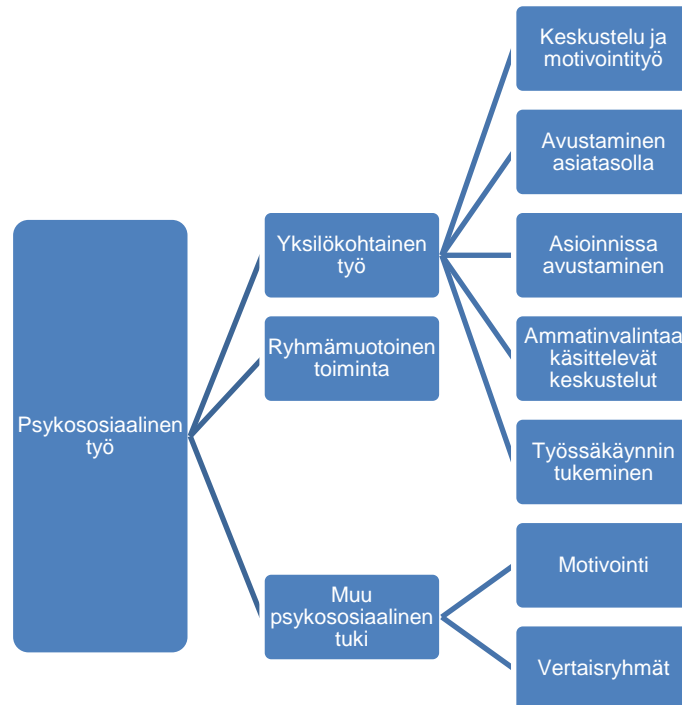 Psykososiaalinen
työ
Yksilökohtainen
työ
Keskustelu ja
motivointityö
Avustaminen
asiatasolla
Asioinnissa
avustaminen
Ammatinvalintaa
käsittelevät
keskustelut
Työssäkäynnin
tukeminen
Ryhmämuotoinen
toiminta
Muu
psykososiaalinen
tuki
Motivointi
Vertaisryhmät